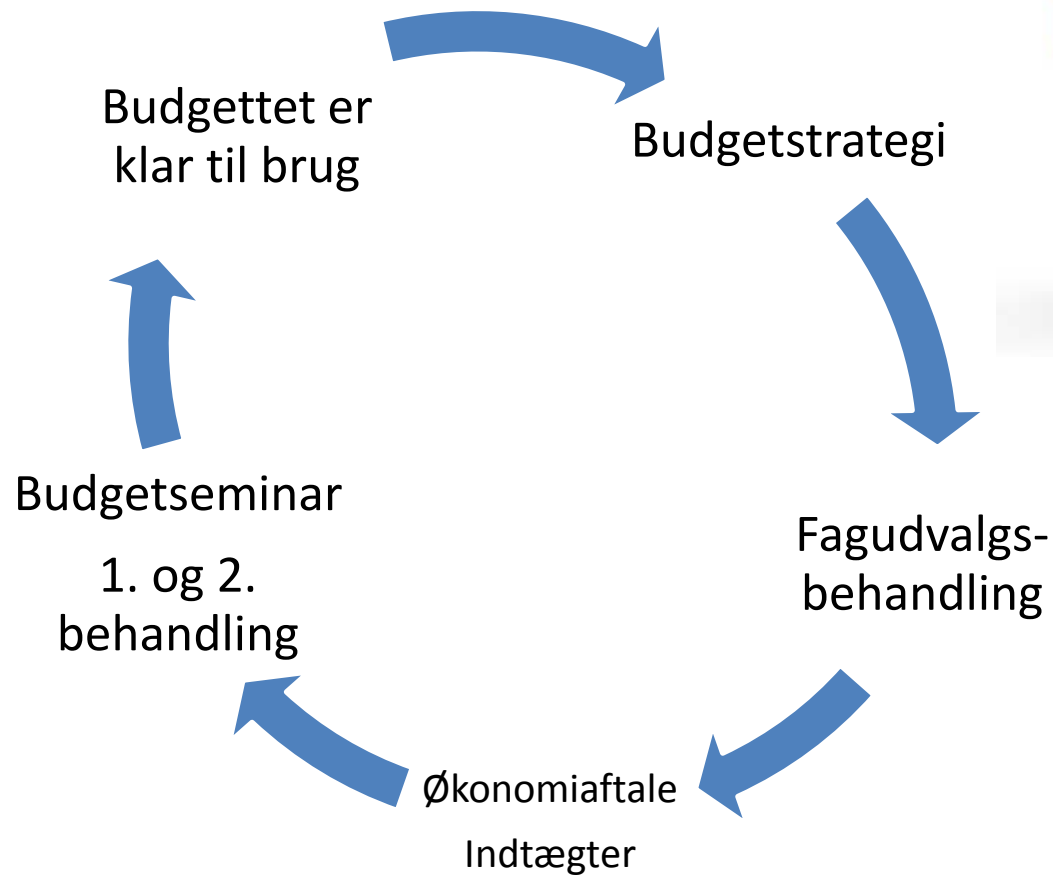 Budgettet er
klar til brug
Budgetstrategi
Fagudvalgs-
behandling
Økonomiaftale
Indtægter
Budgetseminar
1. og 2.
behandling